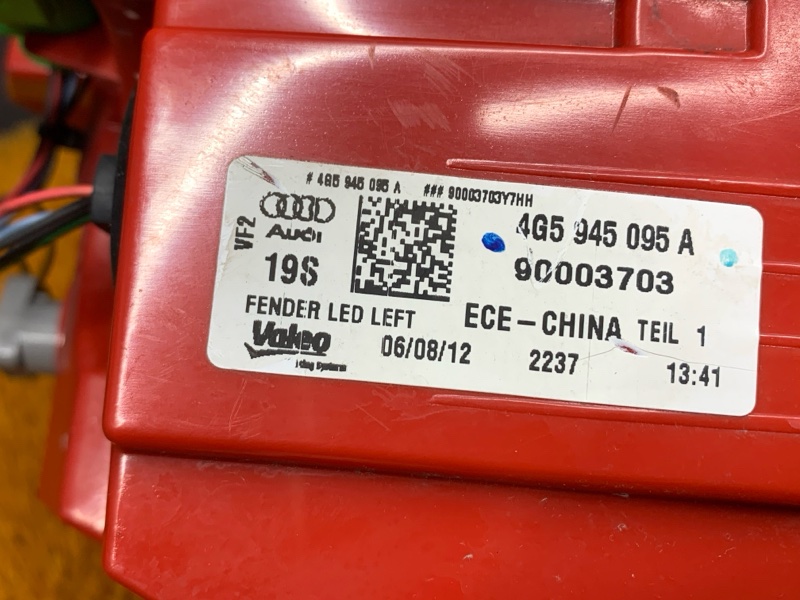 # 4G5 945 095 A ### 90003703Y7HH
VF2
Audi
19S
4G5 945 095 A
90003703
FENDER LED LEFT
ECE-CHINA TEIL 1
Valeo
06/08/12
2237
13:41